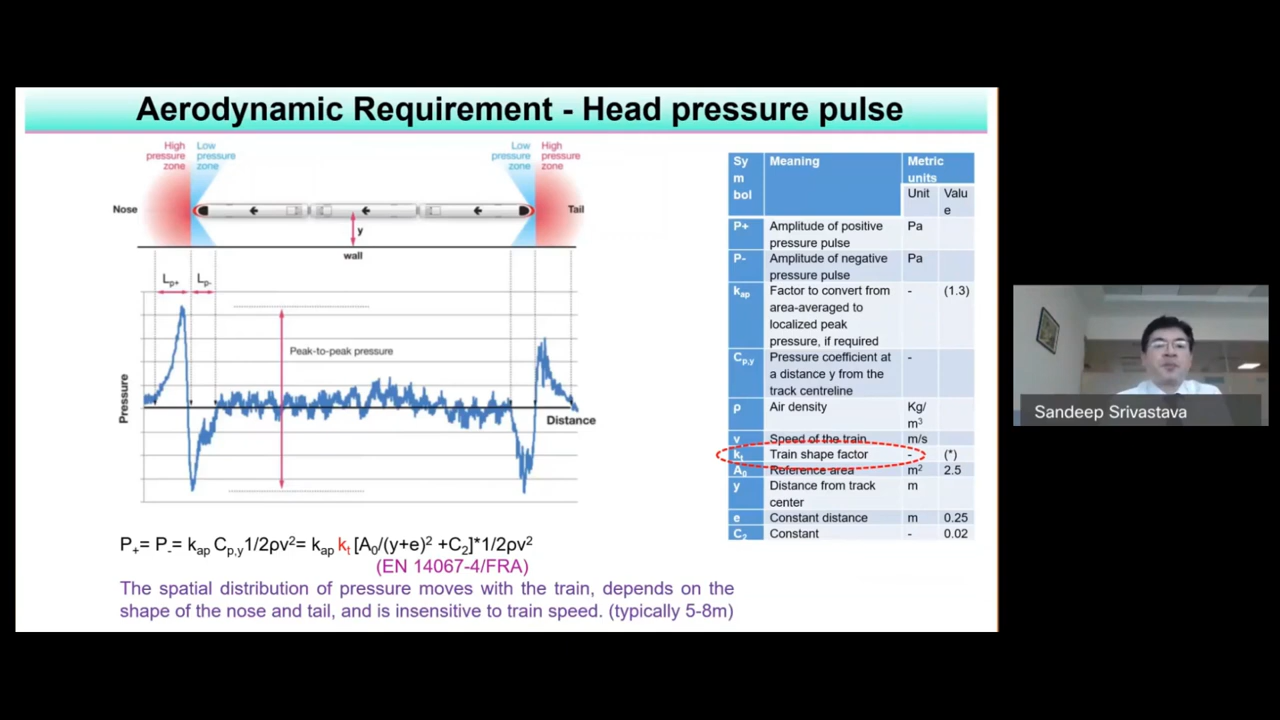 Aerodynamic Requirement - Head pressure pulse
High
pressure
zone
Low
pressure
zone
Low
pressure
zone
High
pressure
zone
Nose
Tail
y
wall
Lp+
Lp-
Peak-to-peak pressure
Pressure
Distance
P+= P-= kap Cp,y1/2ρv²= kap kt [A0/(y+e)² +C2]*1/2ρv²
(EN 14067-4/FRA)
The spatial distribution of pressure moves with the train, depends on the
shape of the nose and tail, and is insensitive to train speed. (typically 5-8m)
Sy
m
bol
Meaning
Metric
units
Unit
Valu
e
P+
Amplitude of positive
pressure pulse
Pa
P-
Amplitude of negative
pressure pulse
Pa
kap
Factor to convert from
area-averaged to
localized peak
pressure, if required
-
(1.3)
Cp,y
Pressure coefficient at
a distance y from the
track centreline
-
ρ
Air density
Kg/
m³
v
Speed of the train
m/s
kt
Train shape factor
-
(*)
A0
Reference area
m²
2.5
y
Distance from track
center
m
e
Constant distance
m
0.25
C2
Constant
-
0.02
Sandeep Srivastava